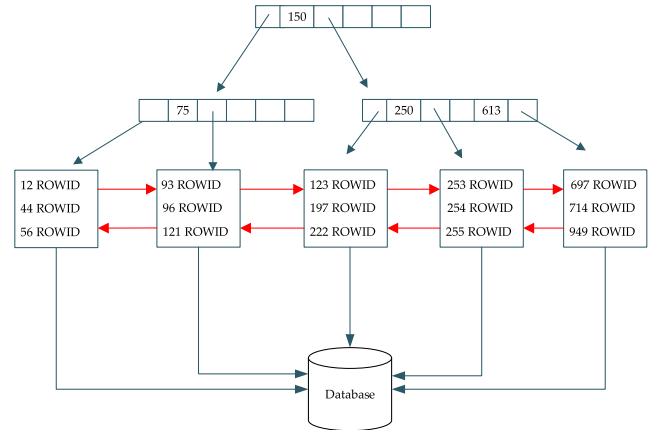 150
75
250
613
12 ROWID
44 ROWID
56 ROWID
93 ROWID
96 ROWID
121 ROWID
123 ROWID
197 ROWID
222 ROWID
253 ROWID
254 ROWID
255 ROWID
697 ROWID
714 ROWID
949 ROWID
Database